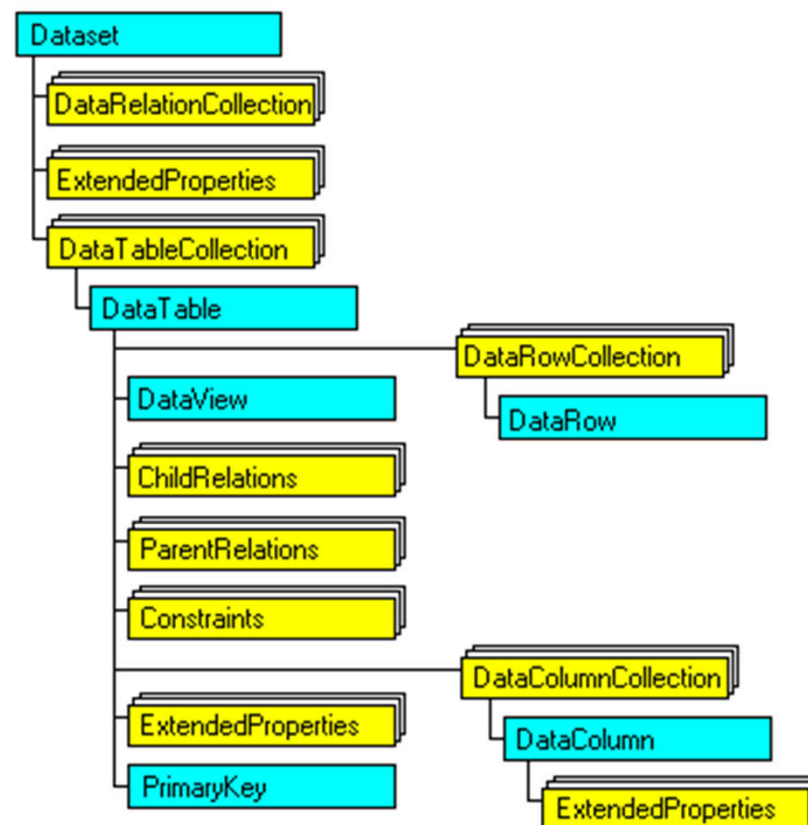 Dataset
DataRelationCollection
ExtendedProperties
DataTableCollection
DataTable
DataRowCollection
DataRow
DataView
ChildRelations
ParentRelations
Constraints
DataColumnCollection
DataColumn
ExtendedProperties
ExtendedProperties
PrimaryKey